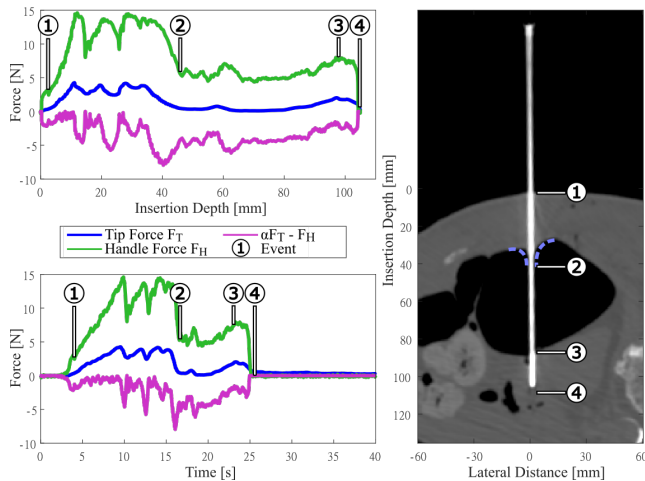 15
10
5
0
-5
-10
Force [N]
① ② ③ ④
0 20 40 60 80 100
Insertion Depth [mm]
Tip Force F_T
αF_T - F_H
Handle Force F_H
① Event
15
10
5
0
-5
-10
Force [N]
① ② ③ ④
0 5 10 15 20 25 30 35 40
Time [s]
Insertion Depth [mm]
0
20
40
60
80
100
120
①
②
③
④
-60 -30 0 30 60
Lateral Distance [mm]